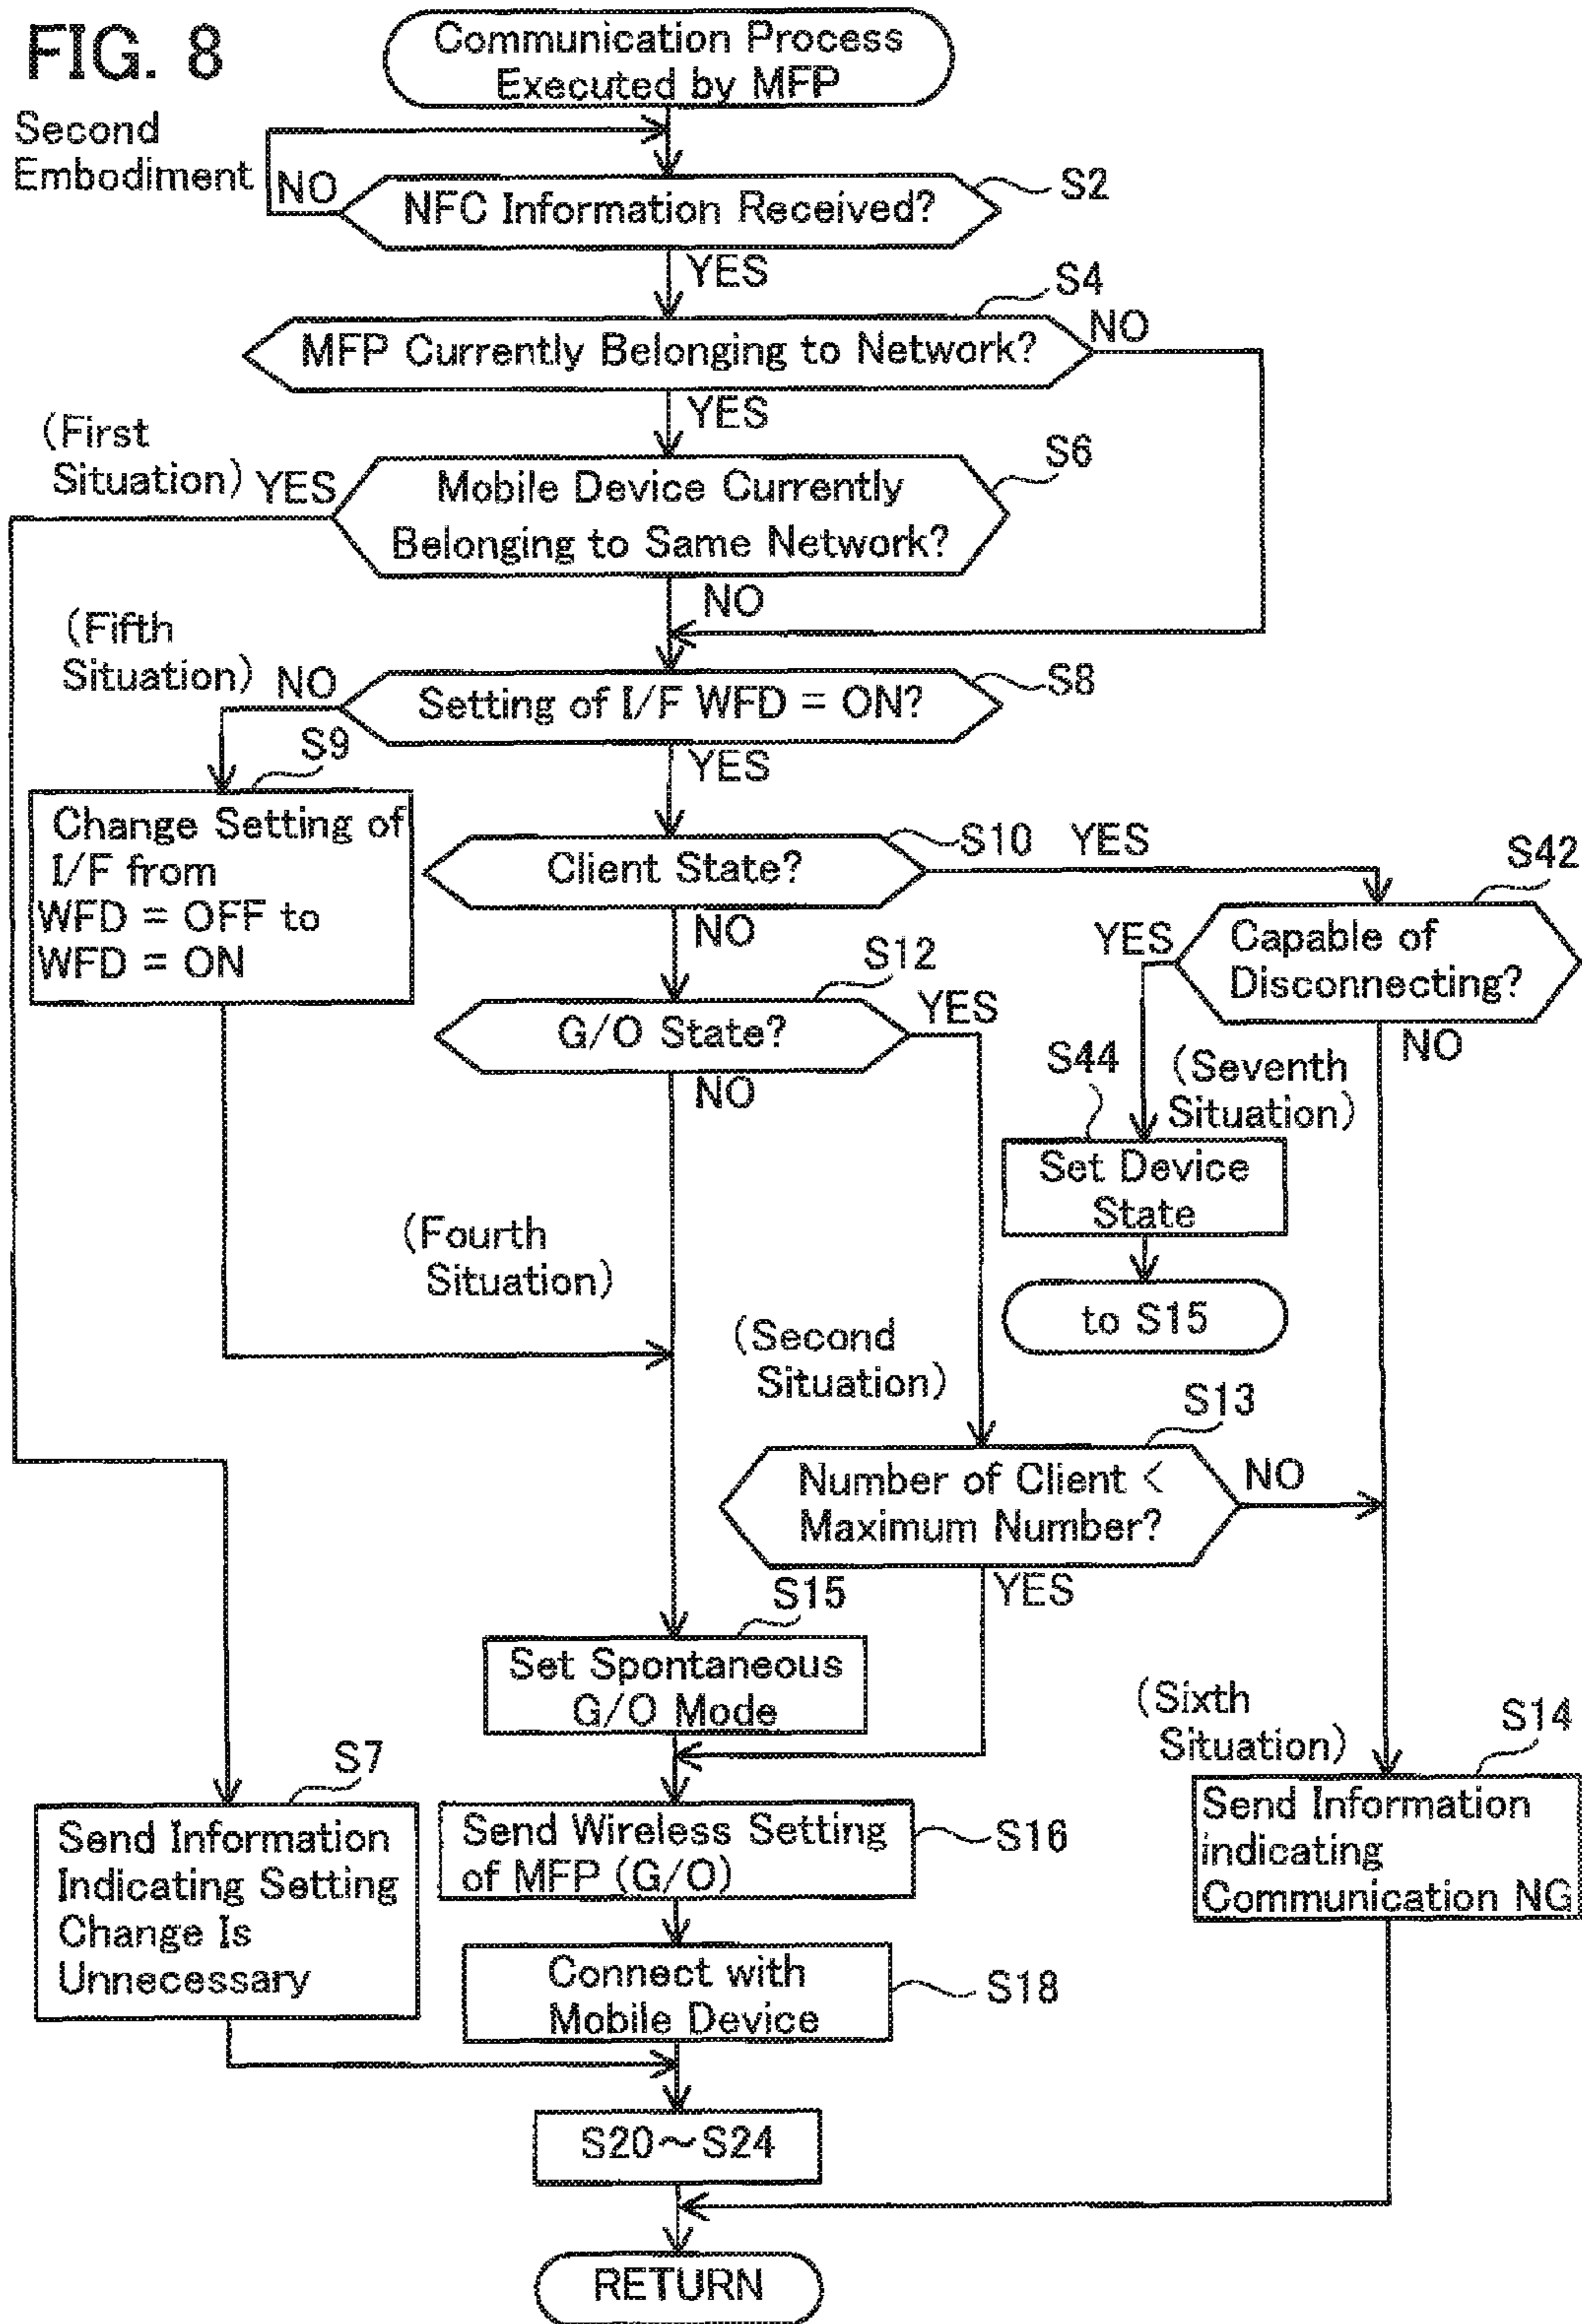 FIG. 8
Second
Embodiment
Communication Process
Executed by MFP
NO
NFC Information Received?
S2
YES
S4
MFP Currently Belonging to Network?
NO
YES
(First
Situation)
YES
S6
Mobile Device Currently
Belonging to Same Network?
NO
(Fifth
Situation)
NO
Setting of I/F WFD = ON?
S8
S9
YES
Change Setting of
I/F from
WFD = OFF to
WFD = ON
Client State?
S10
YES
S42
NO
YES
Capable of
Disconnecting?
S12
G/O State?
YES
NO
NO
S44
(Seventh
Situation)
Set Device
State
(Fourth
Situation)
to S15
(Second
Situation)
S13
Number of Client <
Maximum Number?
NO
YES
S15
Set Spontaneous
G/O Mode
(Sixth
Situation)
S14
S7
Send Information
Indicating Setting
Change Is
Unnecessary
Send Wireless Setting
of MFP (G/O)
S16
Send Information
indicating
Communication NG
Connect with
Mobile Device
S18
S20~S24
RETURN